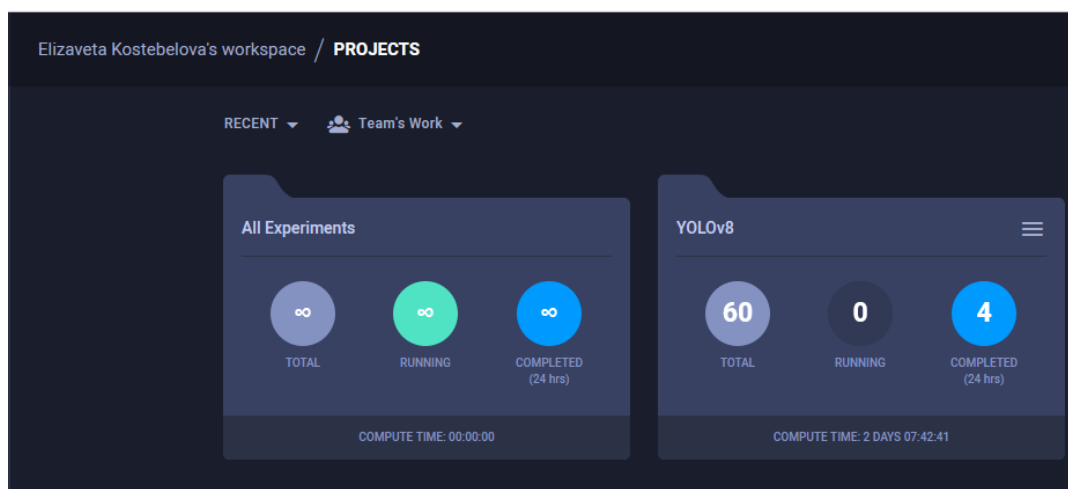 Elizaveta Kostebelova's workspace / PROJECTS
RECENT Team's Work
All Experiments
∞ ∞ ∞
TOTAL RUNNING COMPLETED
(24 hrs)
COMPUTE TIME: 00:00:00
YOLOv8
60 0 4
TOTAL RUNNING COMPLETED
(24 hrs)
COMPUTE TIME: 2 DAYS 07:42:41